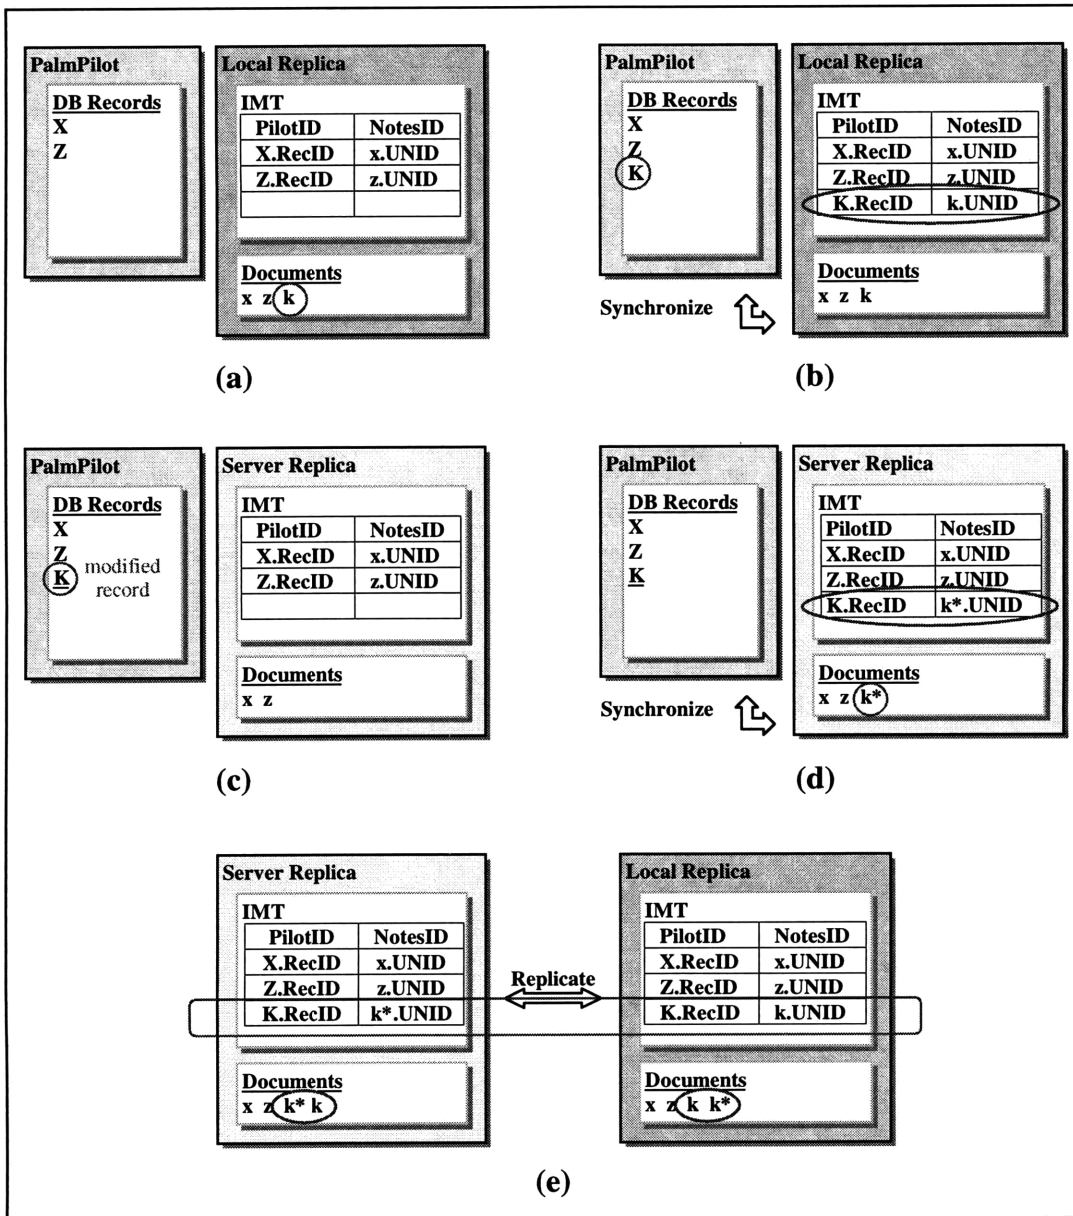 PalmPilot
DB Records
X
Z
Local Replica
IMT
PilotID NotesID
X.RecID x.UNID
Z.RecID z.UNID
Documents
x z k
(a)
PalmPilot
DB Records
X
Z
K
Synchronize
Local Replica
IMT
PilotID NotesID
X.RecID x.UNID
Z.RecID z.UNID
K.RecID k.UNID
Documents
x z k
(b)
PalmPilot
DB Records
X
Z
K
modified
record
Server Replica
IMT
PilotID NotesID
X.RecID x.UNID
Z.RecID z.UNID
Documents
x z
(c)
PalmPilot
DB Records
X
Z
K
Synchronize
Server Replica
IMT
PilotID NotesID
X.RecID x.UNID
Z.RecID z.UNID
K.RecID k*.UNID
Documents
x z k*
(d)
Server Replica
IMT
PilotID NotesID
X.RecID x.UNID
Z.RecID z.UNID
K.RecID k*.UNID
Documents
x z k* k
Replicate
Local Replica
IMT
PilotID NotesID
X.RecID x.UNID
Z.RecID z.UNID
K.RecID k.UNID
Documents
x z k k*
(e)